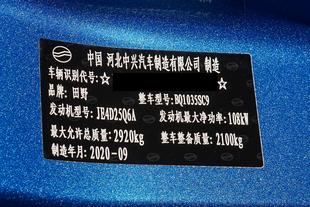 中国 河北中兴汽车制造有限公司 制造
车辆识别代号:☆ ☆
品牌:田野 整车型号:BQ1035SC9
发动机型号:JE4D25Q6A 发动机最大净功率:108kW
最大允许总质量:2920kg 整车整备质量:2100kg
制造年月:2020-09